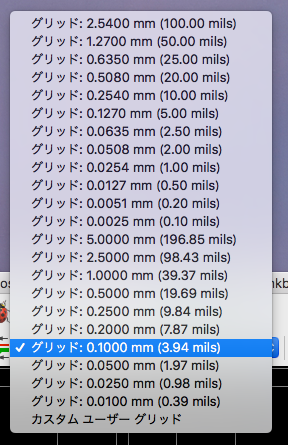 グリッド: 2.5400 mm (100.00 mils)
グリッド: 1.2700 mm (50.00 mils)
グリッド: 0.6350 mm (25.00 mils)
グリッド: 0.5080 mm (20.00 mils)
グリッド: 0.2540 mm (10.00 mils)
グリッド: 0.1270 mm (5.00 mils)
グリッド: 0.0635 mm (2.50 mils)
グリッド: 0.0508 mm (2.00 mils)
グリッド: 0.0254 mm (1.00 mils)
グリッド: 0.0127 mm (0.50 mils)
グリッド: 0.0051 mm (0.20 mils)
グリッド: 0.0025 mm (0.10 mils)
グリッド: 5.0000 mm (196.85 mils)
グリッド: 2.5000 mm (98.43 mils)
グリッド: 1.0000 mm (39.37 mils)
グリッド: 0.5000 mm (19.69 mils)
グリッド: 0.2500 mm (9.84 mils)
グリッド: 0.2000 mm (7.87 mils)
✓ グリッド: 0.1000 mm (3.94 mils)
グリッド: 0.0500 mm (1.97 mils)
グリッド: 0.0250 mm (0.98 mils)
グリッド: 0.0100 mm (0.39 mils)
カスタム ユーザー グリッド